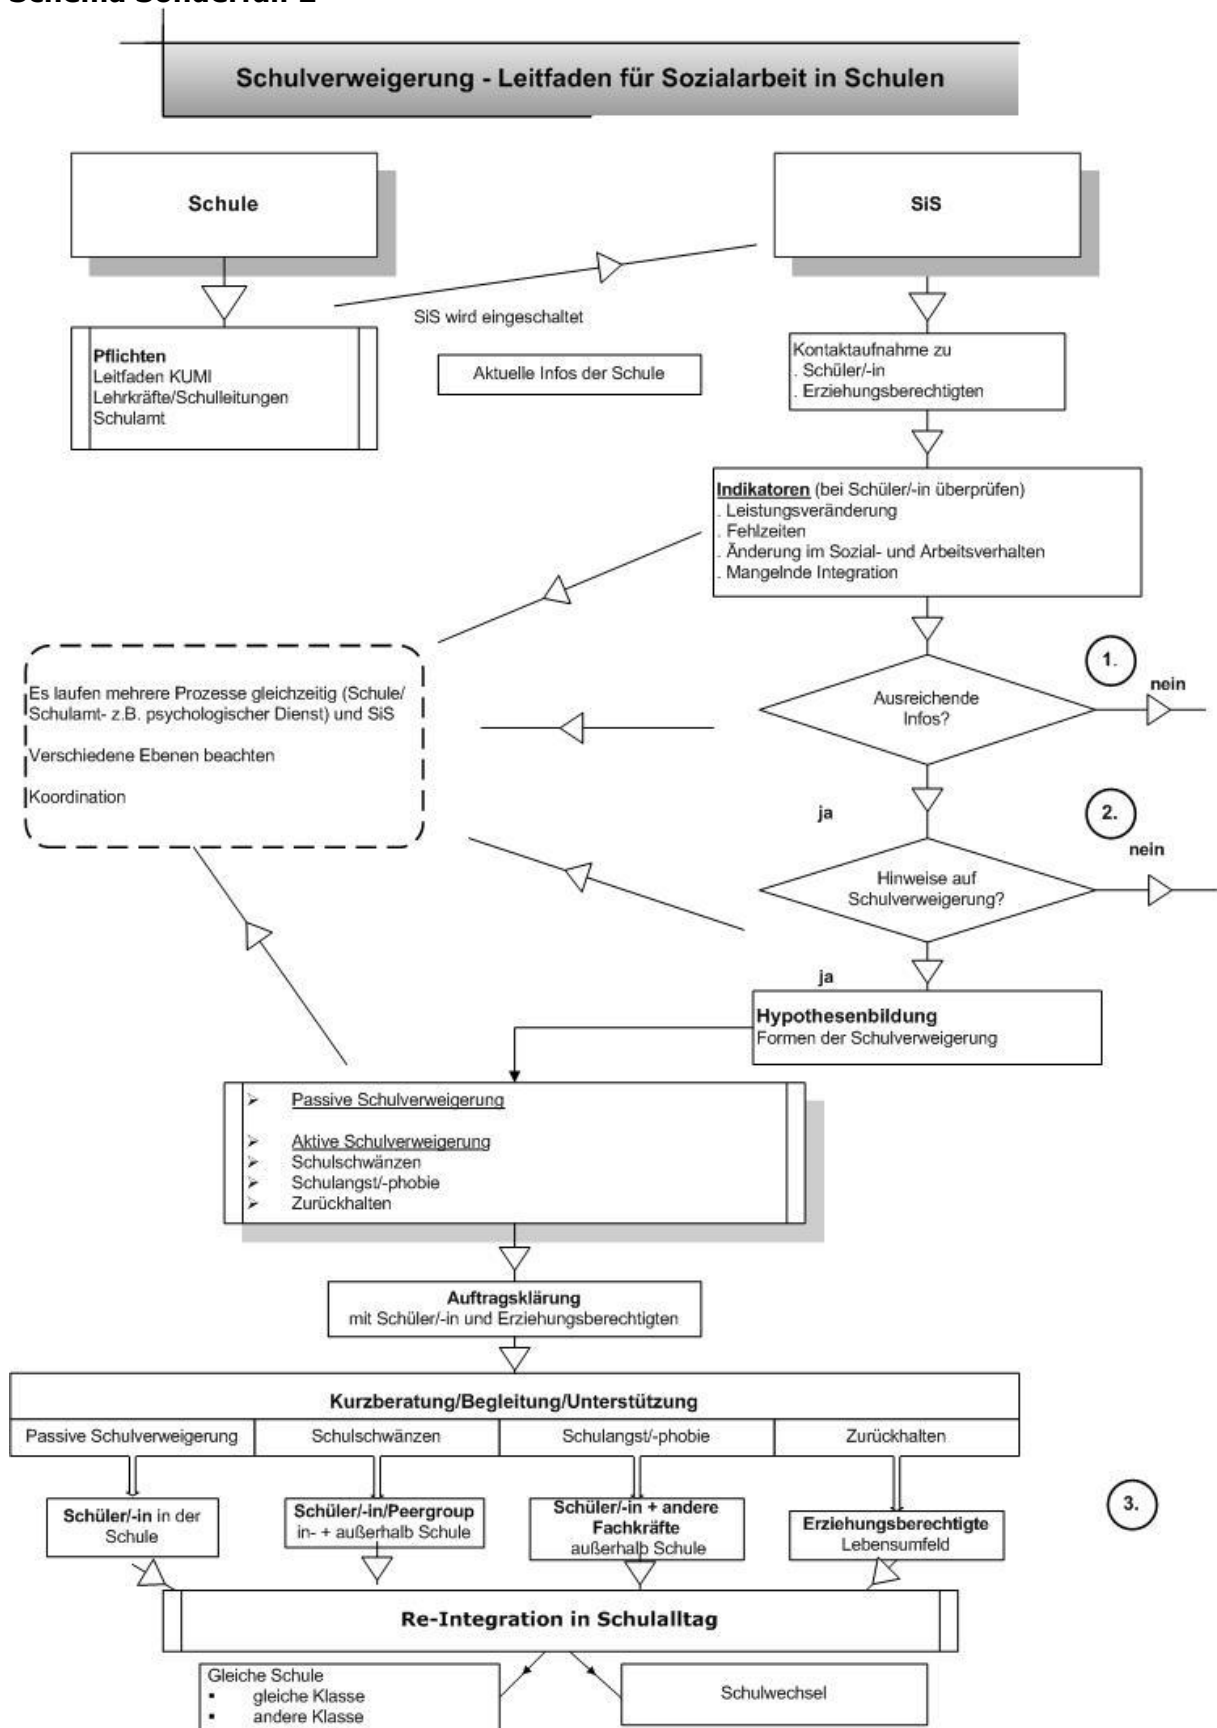 Schema Sonderfall 2
Schulverweigerung - Leitfaden für Sozialarbeit in Schulen
Schule
SiS
SiS wird eingeschaltet
Pflichten
Leitfaden KUMI
Lehrkräfte/Schulleitungen
Schulamt
Aktuelle Infos der Schule
Kontaktaufnahme zu
. Schüler/-in
. Erziehungsberechtigten
Indikatoren (bei Schüler/-in überprüfen)
. Leistungsveränderung
. Fehlzeiten
. Änderung im Sozial- und Arbeitsverhalten
. Mangelnde Integration
Es laufen mehrere Prozesse gleichzeitig (Schule/
Schulamt- z.B. psychologischer Dienst) und SiS
Verschiedene Ebenen beachten
Koordination
Ausreichende
Infos?
1.
nein
ja
Hinweise auf
Schulverweigerung?
2.
nein
ja
Hypothesenbildung
Formen der Schulverweigerung
➢ Passive Schulverweigerung
➢ Aktive Schulverweigerung
➢ Schulschwänzen
➢ Schulangst/-phobie
➢ Zurückhalten
Auftragsklärung
mit Schüler/-in und Erziehungsberechtigten
Kurzberatung/Begleitung/Unterstützung
Passive Schulverweigerung
Schulschwänzen
Schulangst/-phobie
Zurückhalten
Schüler/-in in der
Schule
Schüler/-in/Peergroup
in- + außerhalb Schule
Schüler/-in + andere
Fachkräfte
außerhalb Schule
Erziehungsberechtigte
Lebensumfeld
3.
Re-Integration in Schulalltag
Gleiche Schule
▪ gleiche Klasse
▪ andere Klasse
Schulwechsel